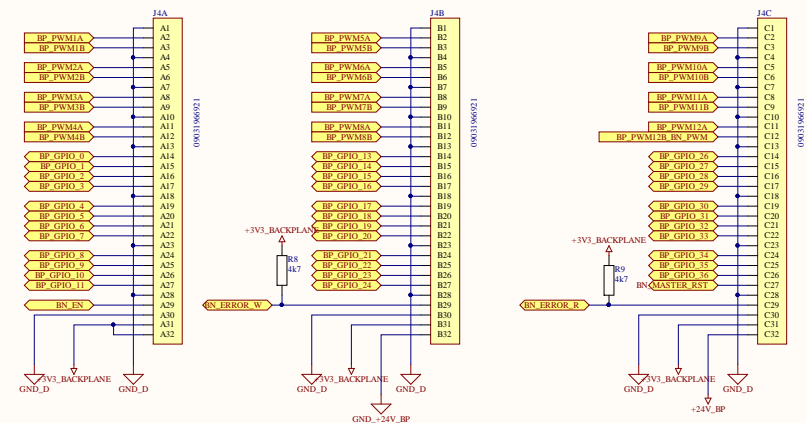 J4A
A1
BP_PWM1A A2
BP_PWM1B A3
A4
BP_PWM2A A5
BP_PWM2B A6
A7
BP_PWM3A A8
BP_PWM3B A9
A10
BP_PWM4A A11
BP_PWM4B A12
A13
BP_GPIO_0 A14
BP_GPIO_1 A15
BP_GPIO_2 A16
BP_GPIO_3 A17
A18
BP_GPIO_4 A19
BP_GPIO_5 A20
BP_GPIO_6 A21
BP_GPIO_7 A22
A23
BP_GPIO_8 A24
BP_GPIO_9 A25
BP_GPIO_10 A26
BP_GPIO_11 A27
A28
BN_EN A29
A30
A31
A32
09031966921
GND_D
+3V3_BACKPLANE
GND_D
J4B
B1
BP_PWM5A B2
BP_PWM5B B3
B4
BP_PWM6A B5
BP_PWM6B B6
B7
BP_PWM7A B8
BP_PWM7B B9
B10
BP_PWM8A B11
BP_PWM8B B12
B13
BP_GPIO_13 B14
BP_GPIO_14 B15
BP_GPIO_15 B16
BP_GPIO_16 B17
B18
BP_GPIO_17 B19
BP_GPIO_18 B20
BP_GPIO_19 B21
BP_GPIO_20 B22
B23
BP_GPIO_21 B24
BP_GPIO_22 B25
BP_GPIO_23 B26
BP_GPIO_24 B27
B28
BN_ERROR_W B29
B30
B31
B32
09031966921
+3V3_BACKPLANE
R8
4k7
GND_D
+3V3_BACKPLANE
GND_D
GND_+24V_BP
J4C
C1
BP_PWM9A C2
BP_PWM9B C3
C4
BP_PWM10A C5
BP_PWM10B C6
C7
BP_PWM11A C8
BP_PWM11B C9
C10
BP_PWM12A C11
BP_PWM12B_BN_PWM C12
C13
BP_GPIO_26 C14
BP_GPIO_27 C15
BP_GPIO_28 C16
BP_GPIO_29 C17
C18
BP_GPIO_30 C19
BP_GPIO_31 C20
BP_GPIO_32 C21
BP_GPIO_33 C22
C23
BP_GPIO_34 C24
BP_GPIO_35 C25
BP_GPIO_36 C26
BN_MASTER_RST C27
C28
BN_ERROR_R C29
C30
C31
C32
09031966921
+3V3_BACKPLANE
R9
4k7
GND_D
+3V3_BACKPLANE
GND_D
+24V_BP